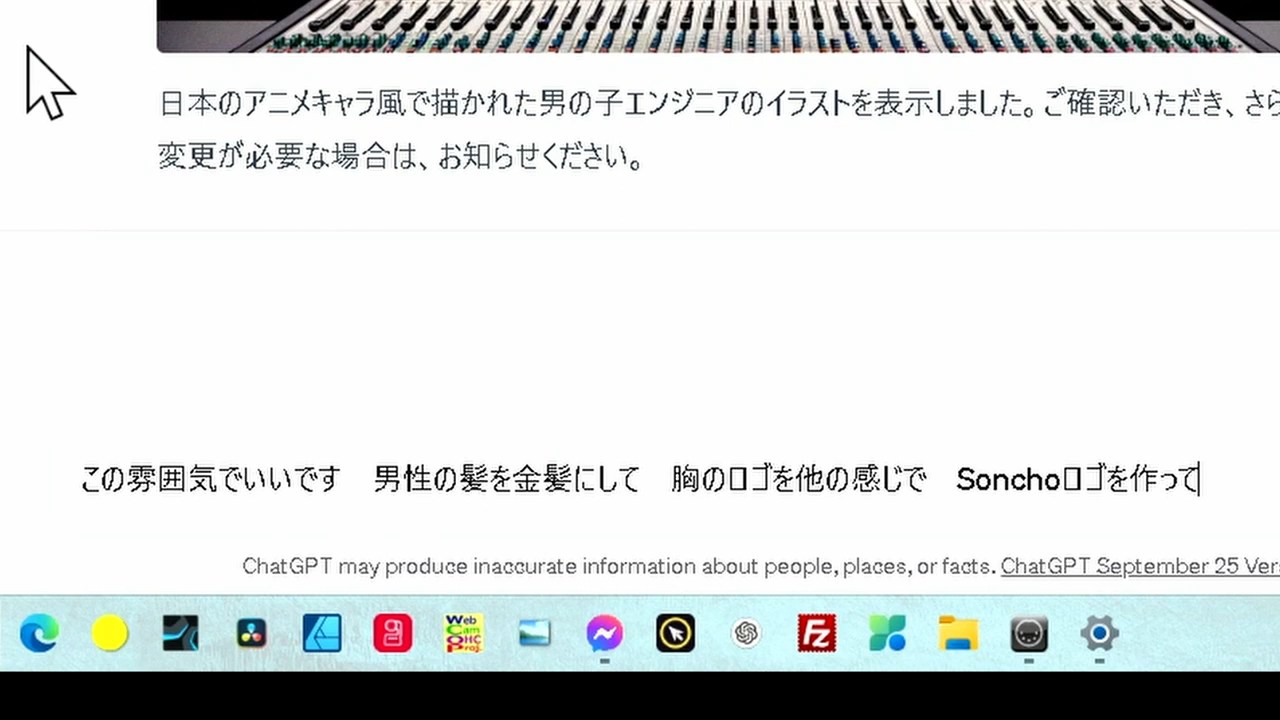 日本のアニメキャラ風で描かれた男の子エンジニアのイラストを表示しました。ご確認いただき、さら
変更が必要な場合は、お知らせください。
この雰囲気でいいです　男性の髪を金髪にして　胸のロゴを他の感じで　Sonchoロゴを作って
ChatGPT may produce inaccurate information about people, places, or facts. ChatGPT September 25 Ver
Web Cam OHC Proj.
Fz